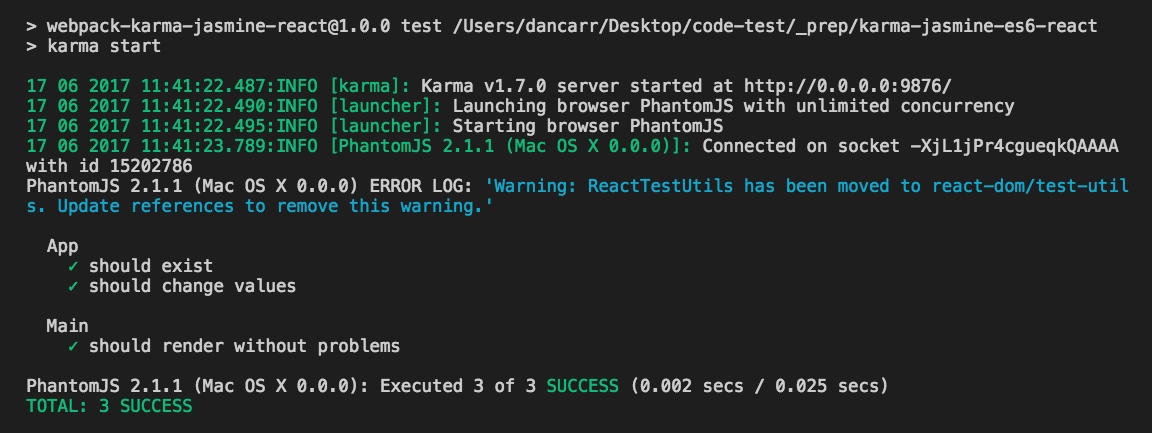 > webpack-karma-jasmine-react@1.0.0 test /Users/dancarr/Desktop/code-test/_prep/karma-jasmine-es6-react
> karma start
17 06 2017 11:41:22.487:INFO [karma]: Karma v1.7.0 server started at http://0.0.0.0:9876/
17 06 2017 11:41:22.490:INFO [launcher]: Launching browser PhantomJS with unlimited concurrency
17 06 2017 11:41:22.495:INFO [launcher]: Starting browser PhantomJS
17 06 2017 11:41:23.789:INFO [PhantomJS 2.1.1 (Mac OS X 0.0.0)]: Connected on socket -XjL1jPr4cgueqkQAAAA
with id 15202786
PhantomJS 2.1.1 (Mac OS X 0.0.0) ERROR LOG: 'Warning: ReactTestUtils has been moved to react-dom/test-util
s. Update references to remove this warning.'
App
✓ should exist
✓ should change values
Main
✓ should render without problems
PhantomJS 2.1.1 (Mac OS X 0.0.0): Executed 3 of 3 SUCCESS (0.002 secs / 0.025 secs)
TOTAL: 3 SUCCESS